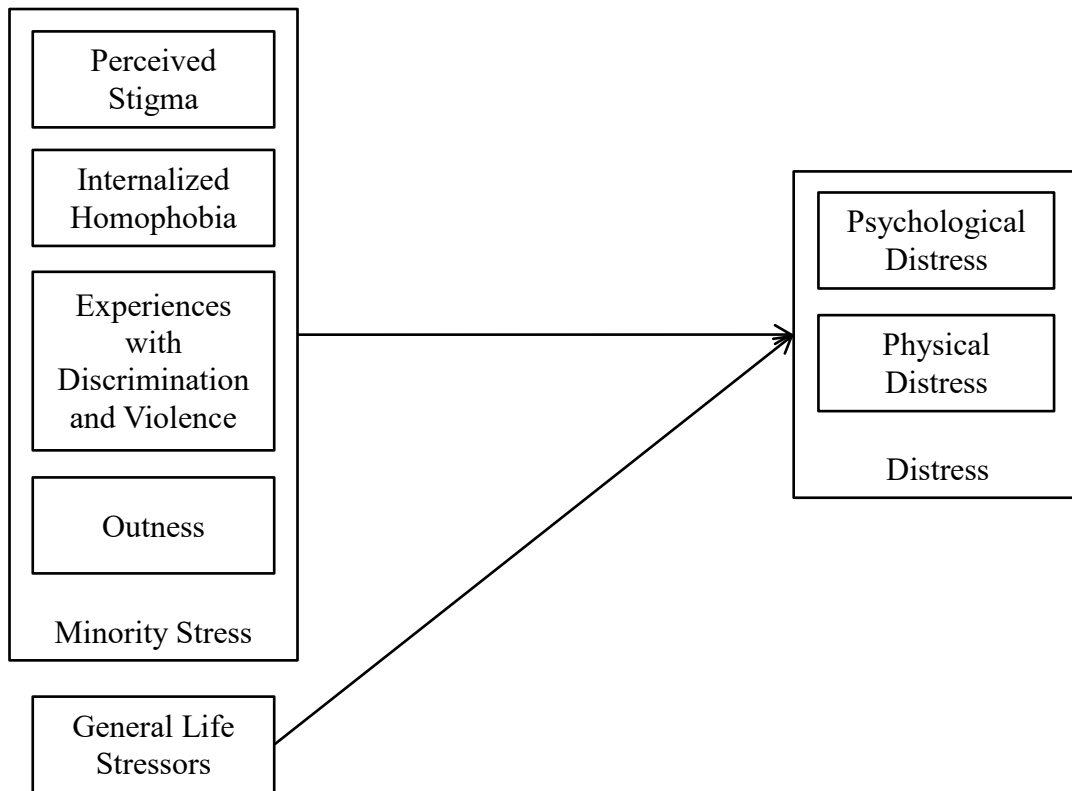 Perceived
Stigma
Internalized
Homophobia
Experiences
with
Discrimination
and Violence
Outness
Minority Stress
General Life
Stressors
Psychological
Distress
Physical
Distress
Distress